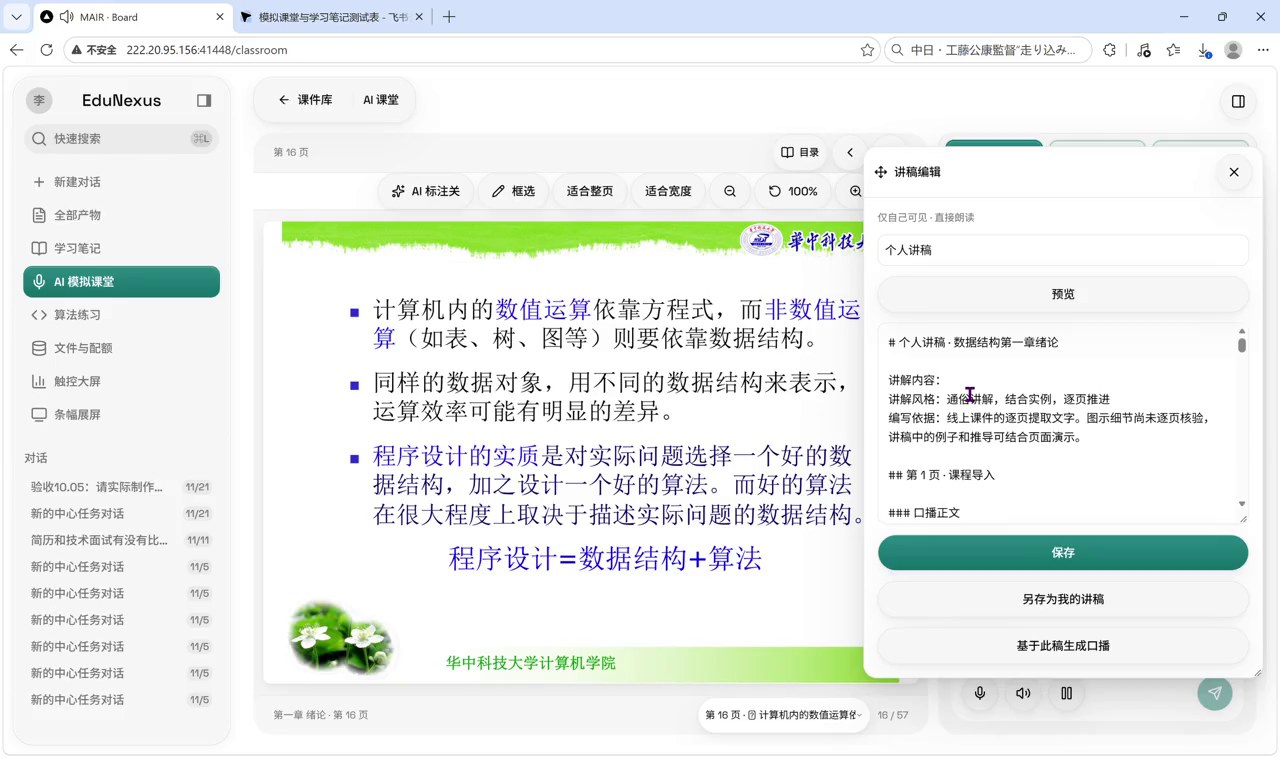 MAIR · Board
模拟课堂与学习笔记测试表 - 飞书
不安全 222.20.95.156:41448/classroom
中日・工藤公康監督“走り込み...
李 EduNexus
快速搜索 ⌘L
新建对话
全部产物
学习笔记
AI 模拟课堂
算法练习
文件与配额
触控大屏
条幅展屏
对话
验收10.05：请实际制作... 11/21
新的中心任务对话 11/21
简历和技术面试有没有比... 11/11
新的中心任务对话 11/5
新的中心任务对话 11/5
新的中心任务对话 11/5
新的中心任务对话 11/5
新的中心任务对话 11/5
新的中心任务对话 11/5
课件库 AI 课堂
第 16 页 目录
AI 标注关 框选 适合整页 适合宽度 100%
华中科技大
计算机内的数值运算依靠方程式，而非数值运
算（如表、树、图等）则要依靠数据结构。
同样的数据对象，用不同的数据结构来表示，
运算效率可能有明显的差异。
程序设计的实质是对实际问题选择一个好的数
据结构，加之设计一个好的算法。而好的算法
在很大程度上取决于描述实际问题的数据结构。
程序设计=数据结构+算法
华中科技大学计算机学院
第一章 绪论 · 第 16 页
第 16 页 · 计算机内的数值运算依
16 / 57
讲稿编辑
仅自己可见 · 直接朗读
个人讲稿
预览
# 个人讲稿 · 数据结构第一章绪论
讲解内容：
讲解风格：通俗讲解，结合实例，逐页推进
编写依据：线上课件的逐页提取文字。图示细节尚未逐页核验，
讲稿中的例子和推导可结合页面演示。
## 第 1 页 · 课程导入
### 口播正文
保存
另存为我的讲稿
基于此稿生成口播